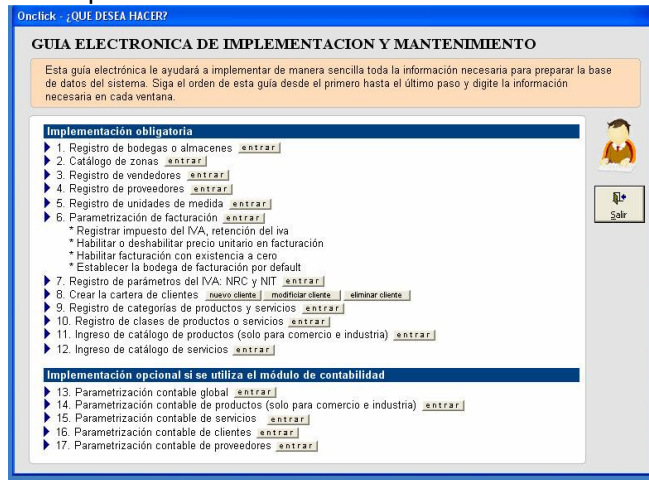 Onclick - ¿QUE DESEA HACER?
GUIA ELECTRONICA DE IMPLEMENTACION Y MANTENIMIENTO
Esta guía electrónica le ayudará a implementar de manera sencilla toda la información necesaria para preparar la base
de datos del sistema. Siga el orden de esta guía desde el primero hasta el último paso y digite la información
necesaria en cada ventana.
Implementación obligatoria
1. Registro de bodegas o almacenes entrar
2. Catálogo de zonas entrar
3. Registro de vendedores entrar
4. Registro de proveedores entrar
5. Registro de unidades de medida entrar
6. Parametrización de facturación entrar
* Registrar impuesto del IVA, retención del iva
* Habilitar o deshabilitar precio unitario en facturación
* Habilitar facturación con existencia a cero
* Establecer la bodega de facturación por default
7. Registro de parámetros del IVA: NRC y NIT entrar
8. Crear la cartera de clientes nuevo cliente modificiar cliente eliminar cliente
9. Registro de categorías de productos y servicios entrar
10. Registro de clases de productos o servicios entrar
11. Ingreso de catálogo de productos (solo para comercio e industria) entrar
12. Ingreso de catálogo de servicios entrar
Implementación opcional si se utiliza el módulo de contabilidad
13. Parametrización contable global entrar
14. Parametrización contable de productos (solo para comercio e industria) entrar
15. Parametrización contable de servicios entrar
16. Parametrización contable de clientes entrar
17. Parametrización contable de proveedores entrar
Salir